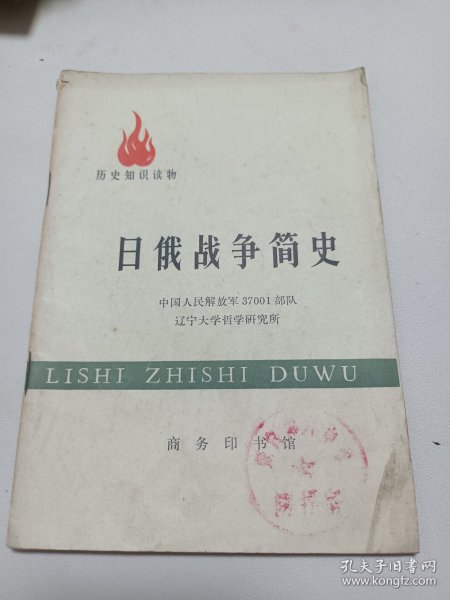 历史知识读物
日俄战争简史
中国人民解放军37001部队
辽宁大学哲学研究所
LISHI ZHISHI DUWU
商务印书馆
孔夫子旧书网
www.kongfz.com